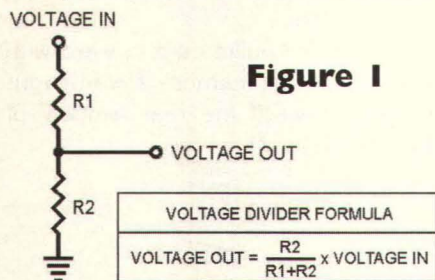 VOLTAGE IN
Figure 1
R1
VOLTAGE OUT
R2
VOLTAGE DIVIDER FORMULA
VOLTAGE OUT = R2 / R1+R2 x VOLTAGE IN